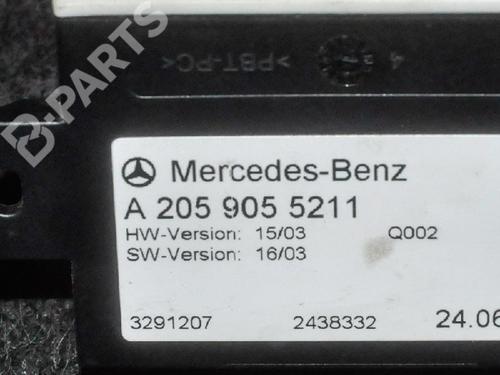 B-PARTS
>PBT-PC<
Mercedes-Benz
A 205 905 5211
HW-Version: 15/03 Q002
SW-Version: 16/03
3291207 2438332 24.06